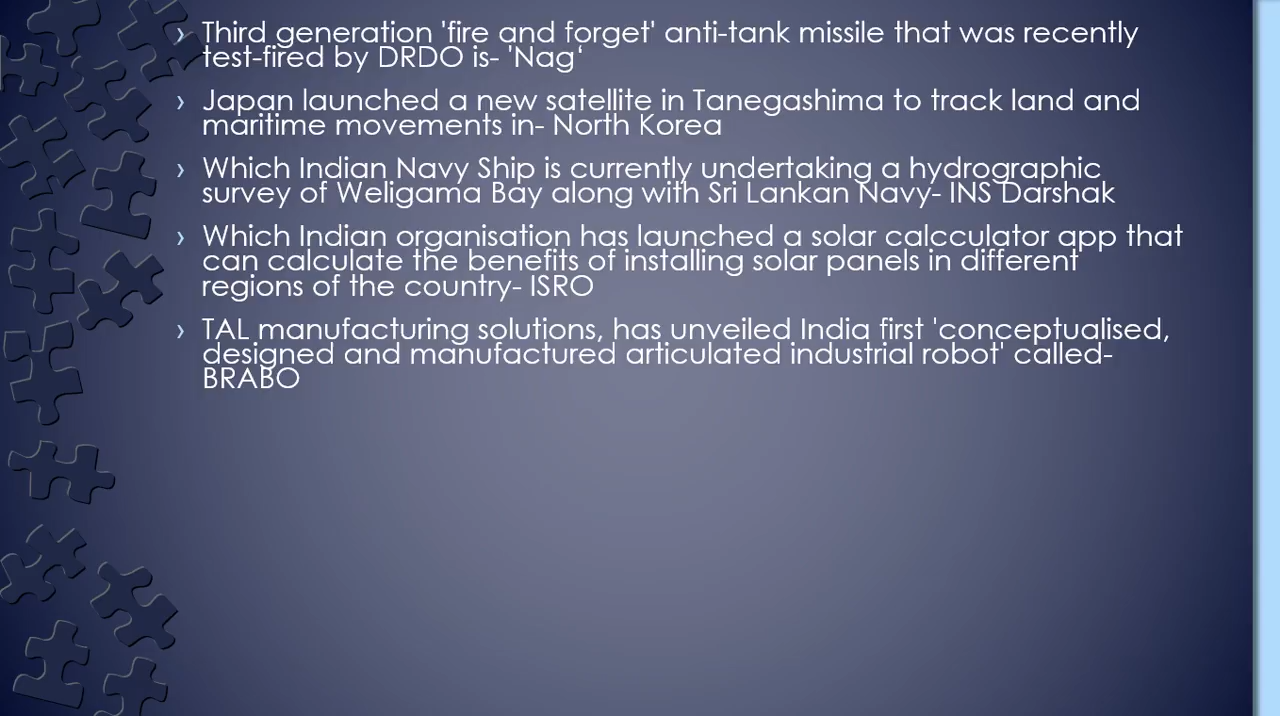 › Third generation 'fire and forget' anti-tank missile that was recently
test-fired by DRDO is- 'Nag‘
› Japan launched a new satellite in Tanegashima to track land and
maritime movements in- North Korea
› Which Indian Navy Ship is currently undertaking a hydrographic
survey of Weligama Bay along with Sri Lankan Navy- INS Darshak
› Which Indian organisation has launched a solar calcculator app that
can calculate the benefits of installing solar panels in different
regions of the country- ISRO
› TAL manufacturing solutions, has unveiled India first 'conceptualised,
designed and manufactured articulated industrial robot' called-
BRABO